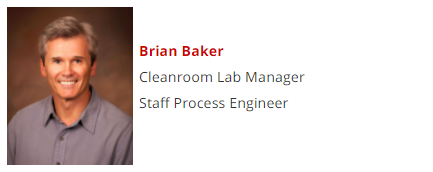 Brian Baker
Cleanroom Lab Manager
Staff Process Engineer